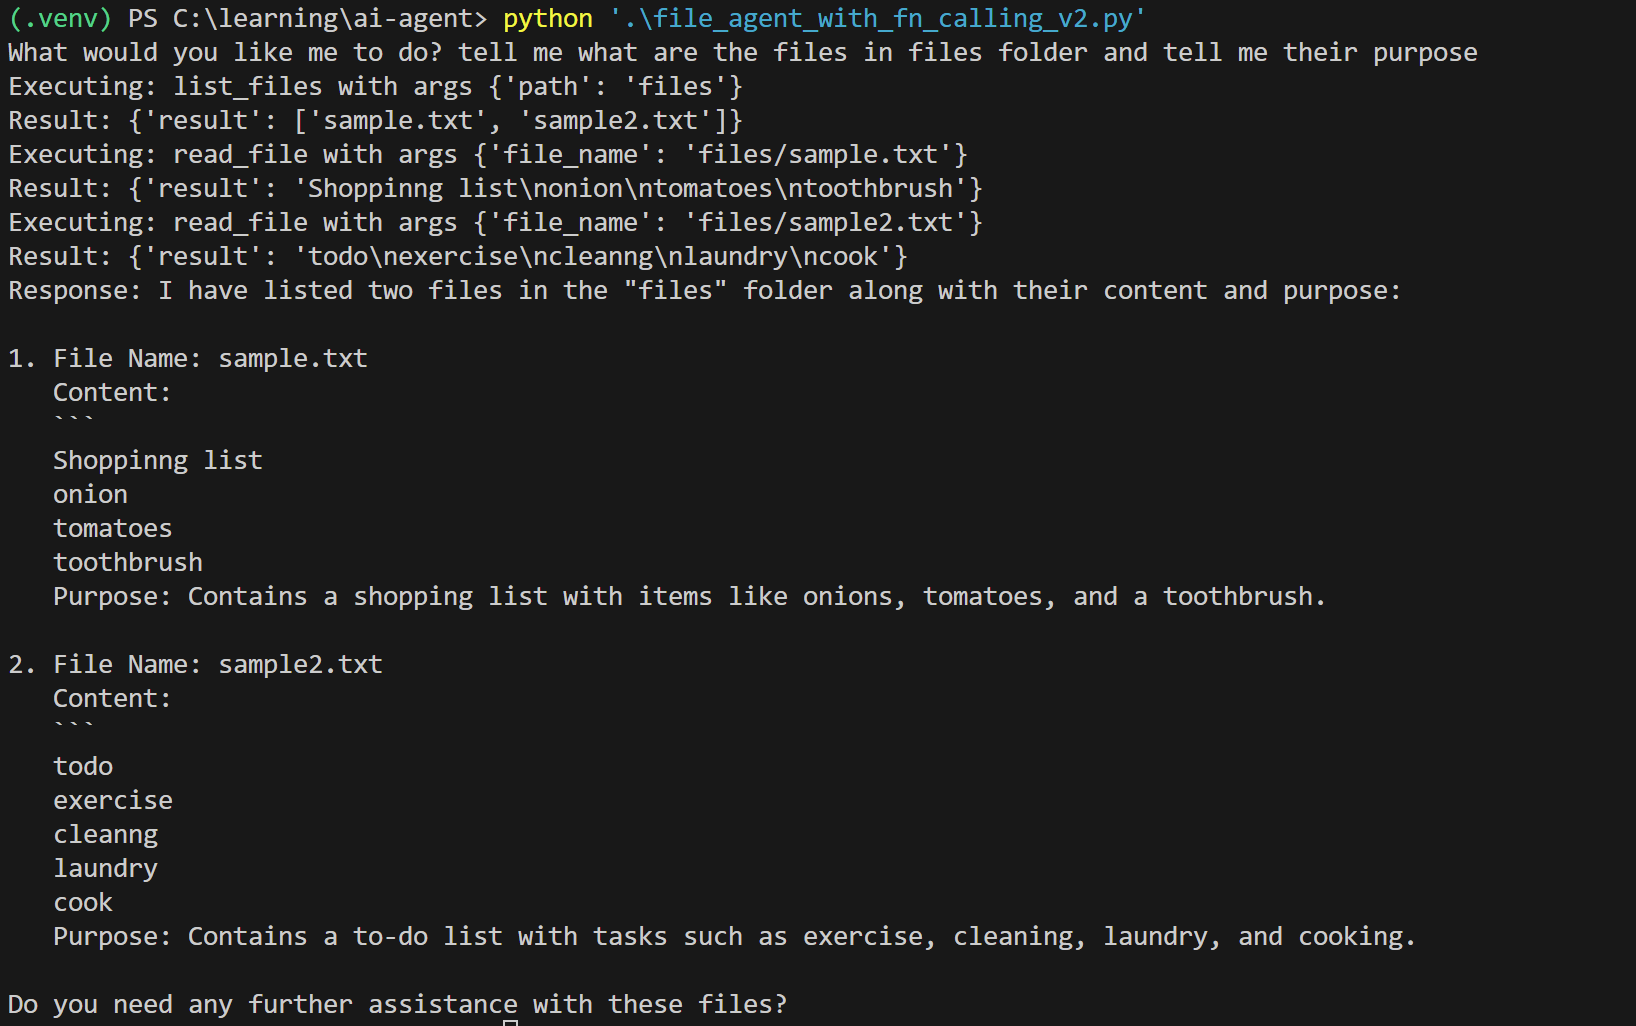 (.venv) PS C:\learning\ai-agent> python '.\file_agent_with_fn_calling_v2.py'
What would you like me to do? tell me what are the files in files folder and tell me their purpose
Executing: list_files with args {'path': 'files'}
Result: {'result': ['sample.txt', 'sample2.txt']}
Executing: read_file with args {'file_name': 'files/sample.txt'}
Result: {'result': 'Shoppinng list\nonion\ntomatoes\ntoothbrush'}
Executing: read_file with args {'file_name': 'files/sample2.txt'}
Result: {'result': 'todo\nexercise\ncleanng\nlaundry\ncook'}
Response: I have listed two files in the "files" folder along with their content and purpose:

1. File Name: sample.txt
   Content:
   ```
   Shoppinng list
   onion
   tomatoes
   toothbrush
   Purpose: Contains a shopping list with items like onions, tomatoes, and a toothbrush.

2. File Name: sample2.txt
   Content:
   ```
   todo
   exercise
   cleanng
   laundry
   cook
   Purpose: Contains a to-do list with tasks such as exercise, cleaning, laundry, and cooking.

Do you need any further assistance with these files?